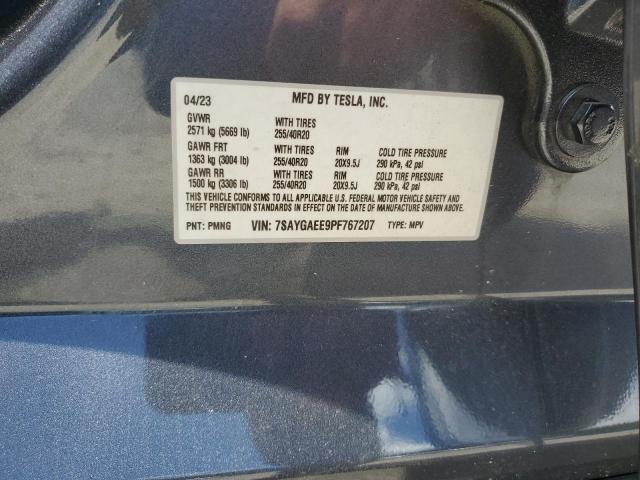 04/23 MFD BY TESLA, INC.
GVWR WITH TIRES
2571 kg (5669 lb) 255/40R20
GAWR FRT WITH TIRES RIM COLD TIRE PRESSURE
1363 kg (3004 lb) 255/40R20 20X9.5J 290 kPa, 42 psi
GAWR RR WITH TIRES RIM COLD TIRE PRESSURE
1500 kg (3306 lb) 255/40R20 20X9.5J 290 kPa, 42 psi
THIS VEHICLE CONFORMS TO ALL APPLICABLE U.S. FEDERAL MOTOR VEHICLE SAFETY AND
THEFT PREVENTION STANDARDS IN EFFECT ON THE DATE OF MANUFACTURE SHOWN ABOVE.
PNT: PMNG VIN: 7SAYGAEE9PF767207 TYPE: MPV